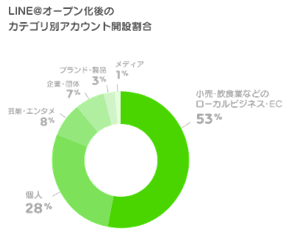 LINE@オープン化後の
カテゴリ別アカウント開設割合
メディア
1%
ブランド・製品
3%
企業・団体
7%
芸能・エンタメ
8%
個人
28%
小売・飲食業などの
ローカルビジネス・EC
53%